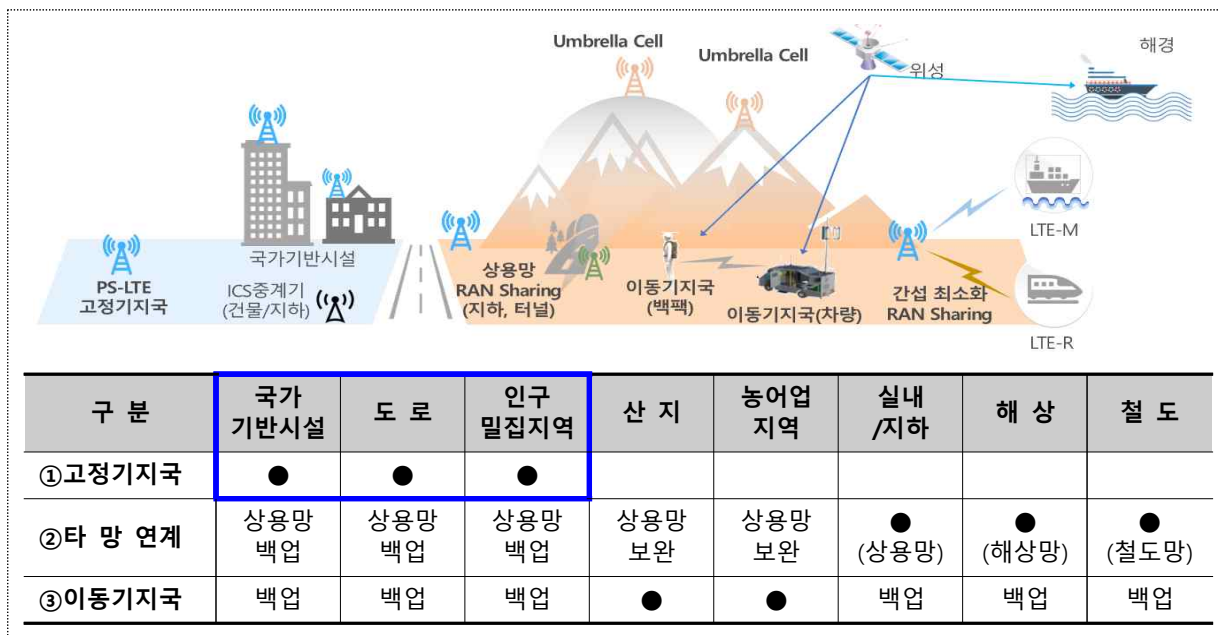 Umbrella Cell
Umbrella Cell
위성
해경
국가기반시설
PS-LTE
고정기지국
ICS중계기
(건물/지하)
상용망
RAN Sharing
(지하, 터널)
이동기지국
(백팩)
이동기지국(차량)
간섭 최소화
RAN Sharing
LTE-M
LTE-R
구 분 국가 기반시설 도 로 인구 밀집지역 산 지 농어업 지역 실내 /지하 해 상 철 도
①고정기지국 ● ● ●
②타 망 연계 상용망 백업 상용망 백업 상용망 백업 상용망 보완 상용망 보완 ● (상용망) ● (해상망) ● (철도망)
③이동기지국 백업 백업 백업 ● ● 백업 백업 백업